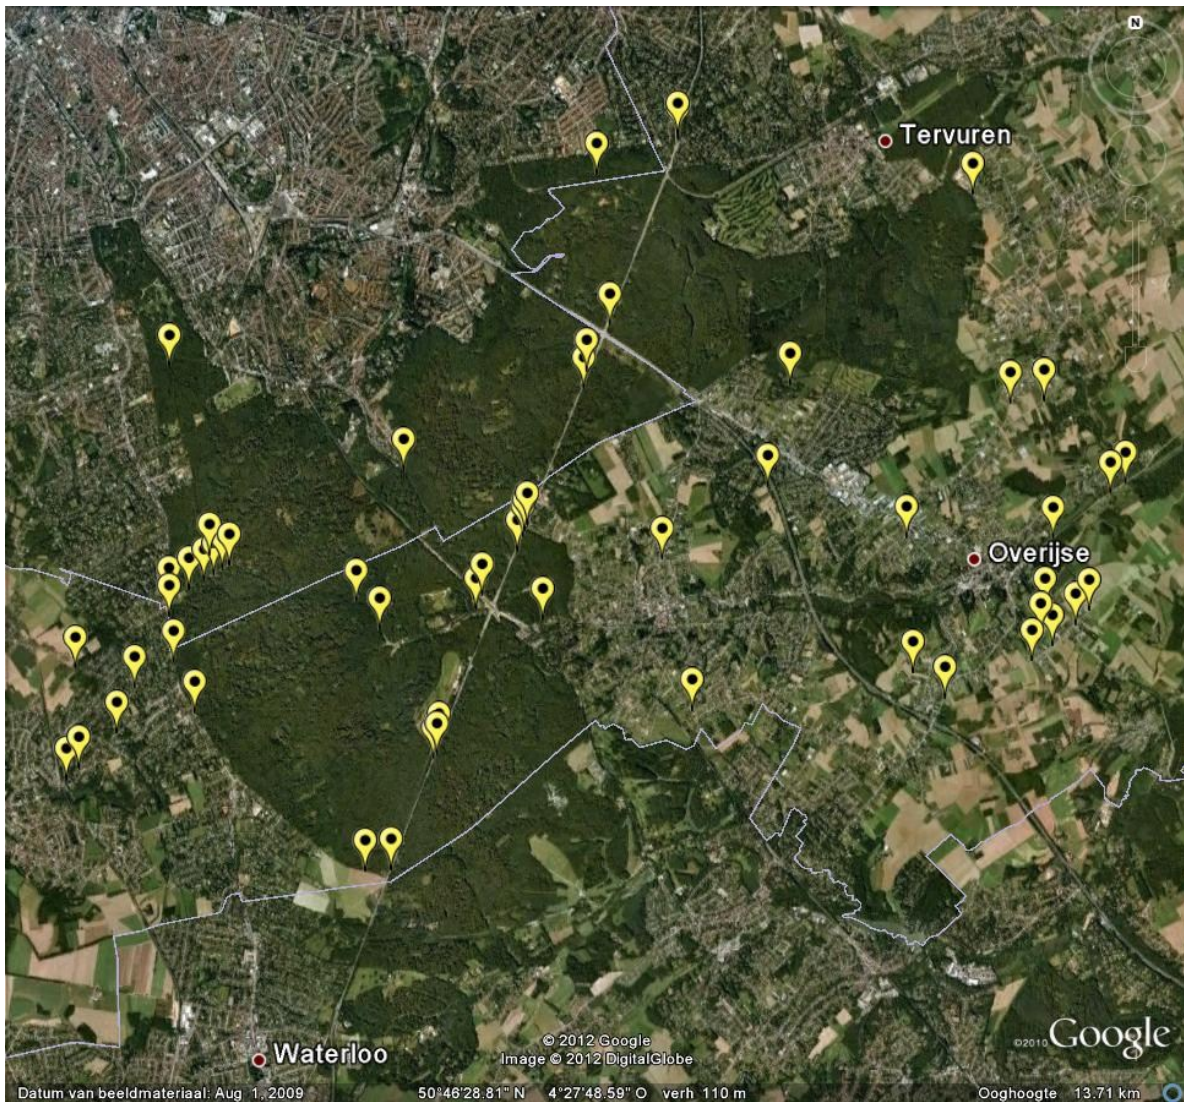 N
Tervuren
Overijse
Waterloo
© 2012 Google
Image © 2012 DigitalGlobe
©2010 Google
Datum van beeldmateriaal: Aug 1, 2009 50°46'28.81" N 4°27'48.59" O verh 110 m Ooghoogte 13.71 km